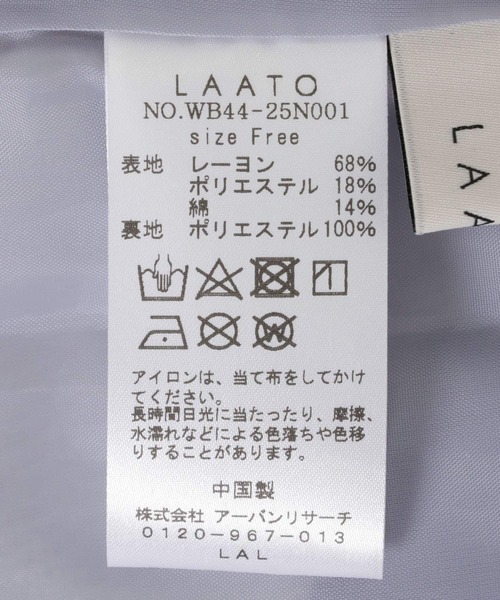 LAATO
NO.WB44-25N001
size Free
表地 レーヨン 68%
ポリエステル 18%
綿 14%
裏地 ポリエステル 100%
アイロンは、当て布をしてかけ
てください。
長時間日光に当たったり、摩擦、
水濡れなどによる色落ちや色移
りすることがあります。
中国製
株式会社 アーバンリサーチ
0120-967-013
LAL
LAA